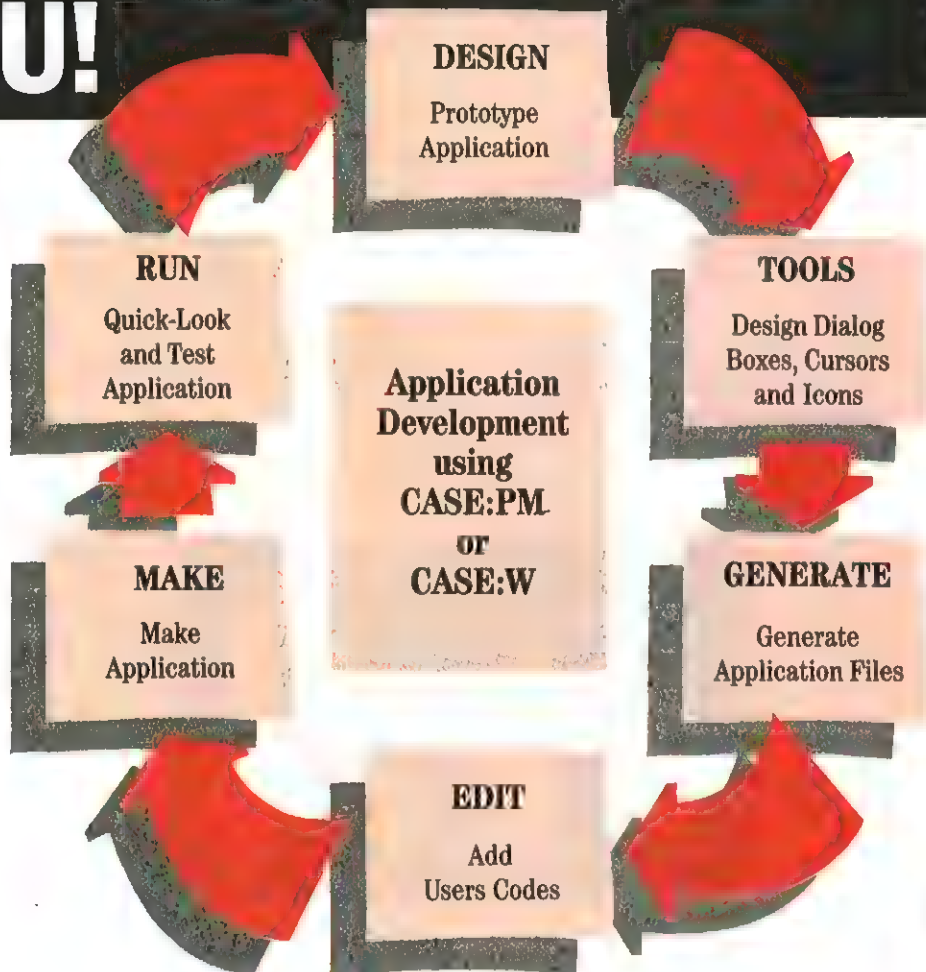 U!
DESIGN
Prototype
Application
RUN
Quick-Look
and Test
Application
TOOLS
Design Dialog
Boxes, Cursors
and Icons
Application
Development
using
CASE:PM
or
CASE:W
MAKE
Make
Application
GENERATE
Generate
Application Files
EDIT
Add
Users Codes